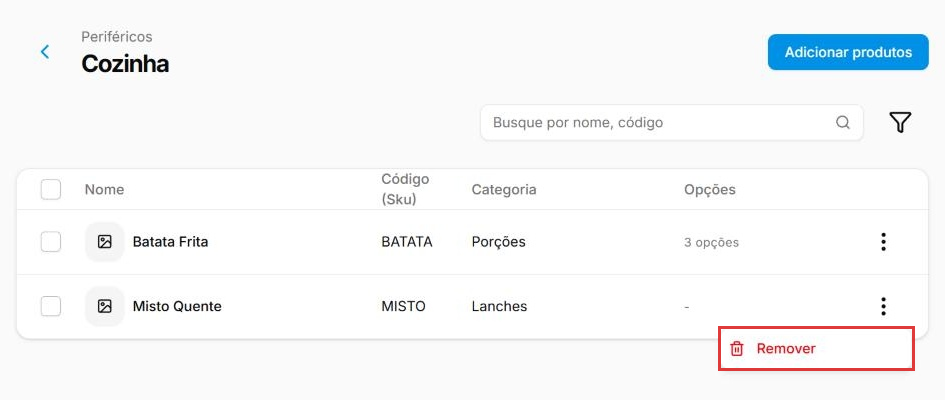 Periféricos
Cozinha
Adicionar produtos
Busque por nome, código
Nome
Código
(Sku)
Categoria
Opções
Batata Frita
BATATA
Porções
3 opções
Misto Quente
MISTO
Lanches
-
Remover